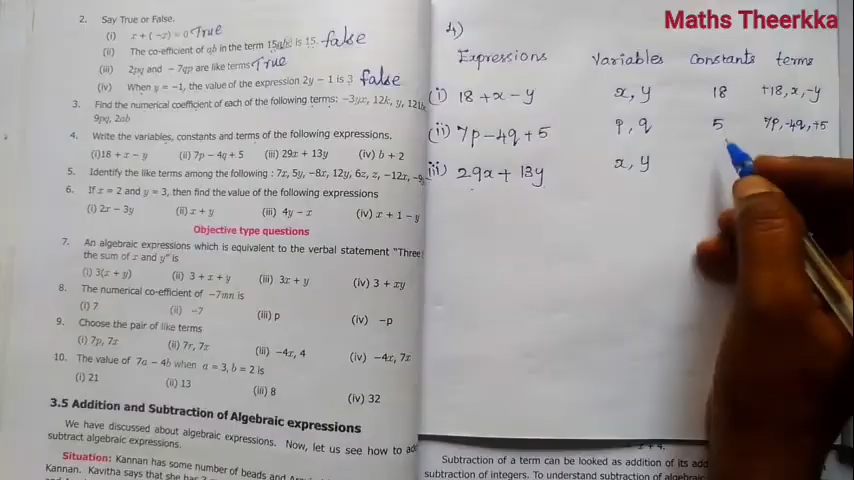 Maths Theerkka
2. Say True or False.
(i) x + (−x) = 0 True
(ii) The co-efficient of ab in the term 15abc is 15. false
(iii) 2pq and − 7qp are like terms True
(iv) When y = −1, the value of the expression 2y − 1 is 3 false
3. Find the numerical coefficient of each of the following terms: −3yx, 12k, y, 121bc
9pq, 2ab
4. Write the variables, constants and terms of the following expressions.
(i)18 + x − y (ii) 7p − 4q + 5 (iii) 29x + 13y (iv) b + 2
5. Identify the like terms among the following : 7x, 5y, −8x, 12y, 6z, z, −12x, −9
6. If x = 2 and y = 3, then find the value of the following expressions
(i) 2x − 3y (ii) x + y (iii) 4y − x (iv) x + 1 − y
Objective type questions
7. An algebraic expressions which is equivalent to the verbal statement "Three
the sum of x and y" is
(i) 3(x + y) (ii) 3 + x + y (iii) 3x + y (iv) 3 + xy
8. The numerical co-efficient of −7mn is
(i) 7 (ii) −7 (iii) p (iv) −p
9. Choose the pair of like terms
(i) 7p, 7x (ii) 7r, 7x (iii) −4x, 4 (iv) −4x, 7x
10. The value of 7a − 4b when a = 3, b = 2 is
(i) 21 (ii) 13 (iii) 8 (iv) 32
3.5 Addition and Subtraction of Algebraic expressions
We have discussed about algebraic expressions. Now, let us see how to add
subtract algebraic expressions.
Situation: Kannan has some number of beads and
Kannan. Kavitha says that she has
4)
Expressions Variables Constants terms
(i) 18 + x − y x, y 18 +18, x, −y
(ii) 7p − 4q + 5 p, q 5 7p, −4q, +5
iii) 29x + 13y x, y
Subtraction of a term can be looked as addition of its add
subtraction of integers. To understand subtraction of algebraic